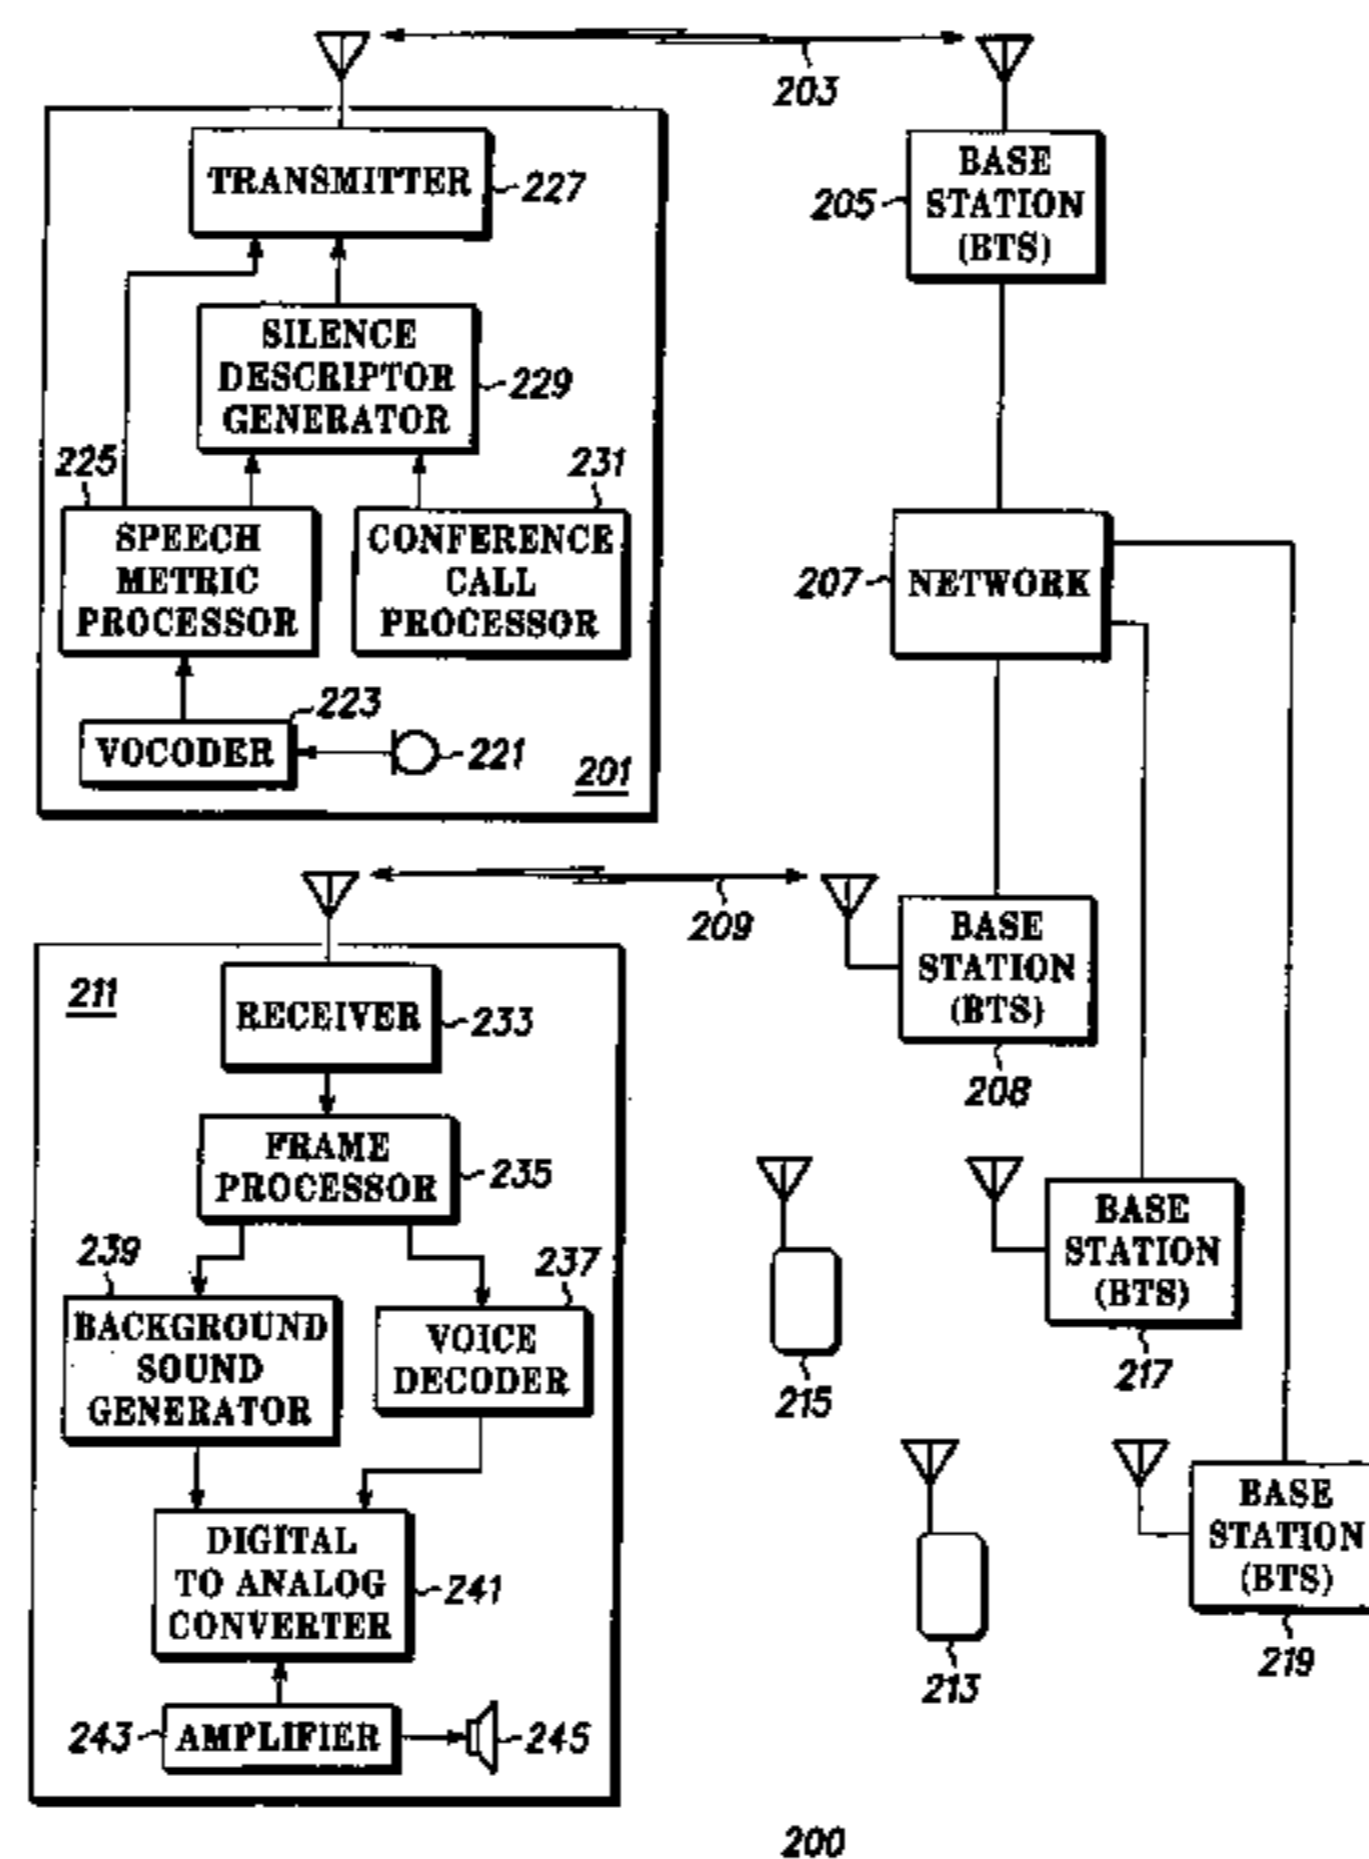 203
TRANSMITTER
227
BASE
STATION
(BTS)
205
SILENCE
DESCRIPTOR
GENERATOR
229
225
231
SPEECH
METRIC
PROCESSOR
CONFERENCE
CALL
PROCESSOR
207
NETWORK
223
VOCODER
221
201
209
BASE
STATION
(BTS)
208
211
RECEIVER
233
FRAME
PROCESSOR
235
239
237
BACKGROUND
SOUND
GENERATOR
VOICE
DECODER
215
BASE
STATION
(BTS)
217
DIGITAL
TO ANALOG
CONVERTER
241
213
BASE
STATION
(BTS)
219
243
AMPLIFIER
245
200